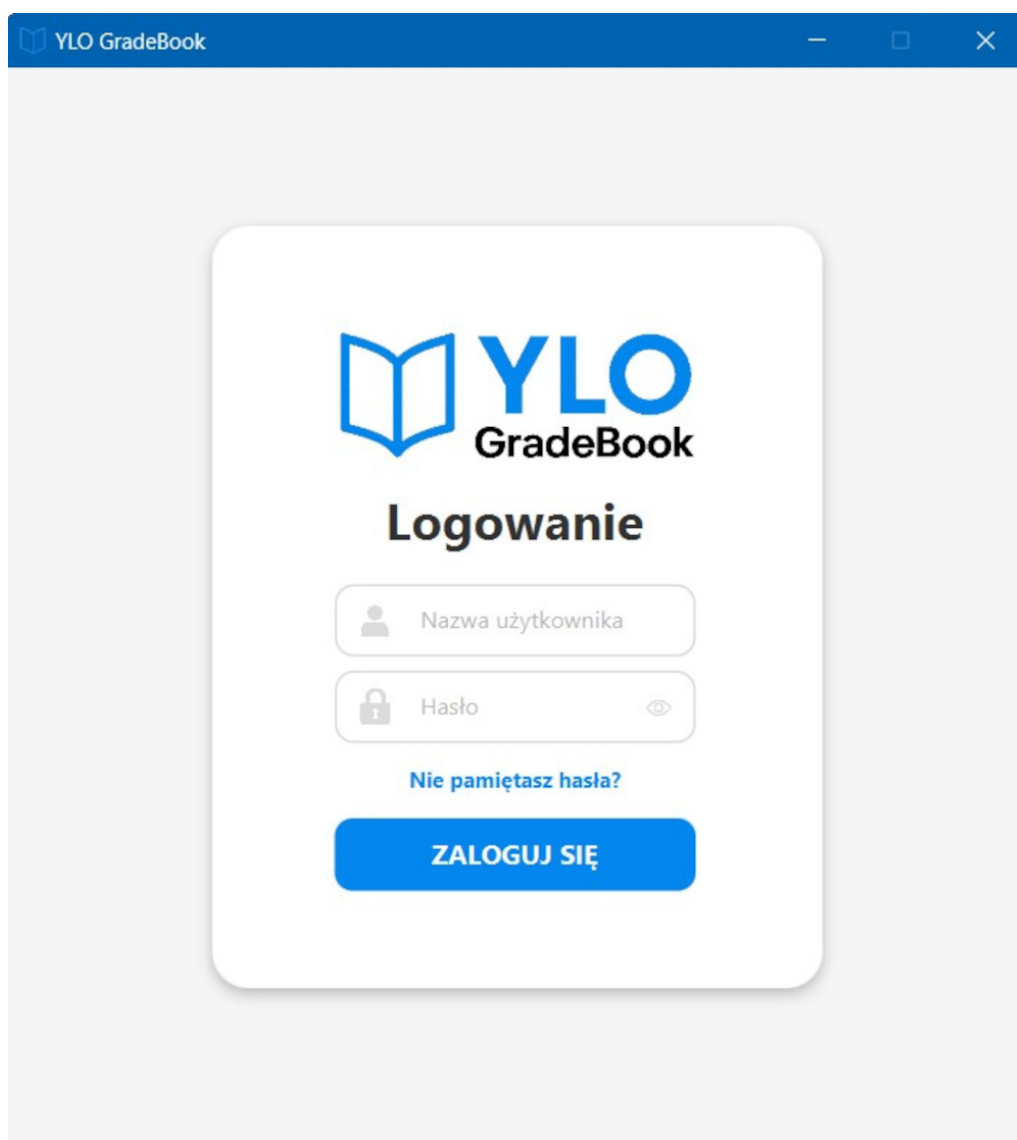 YLO GradeBook
YLO
GradeBook
Logowanie
Nazwa użytkownika
Hasło
Nie pamiętasz hasła?
ZALOGUJ SIĘ